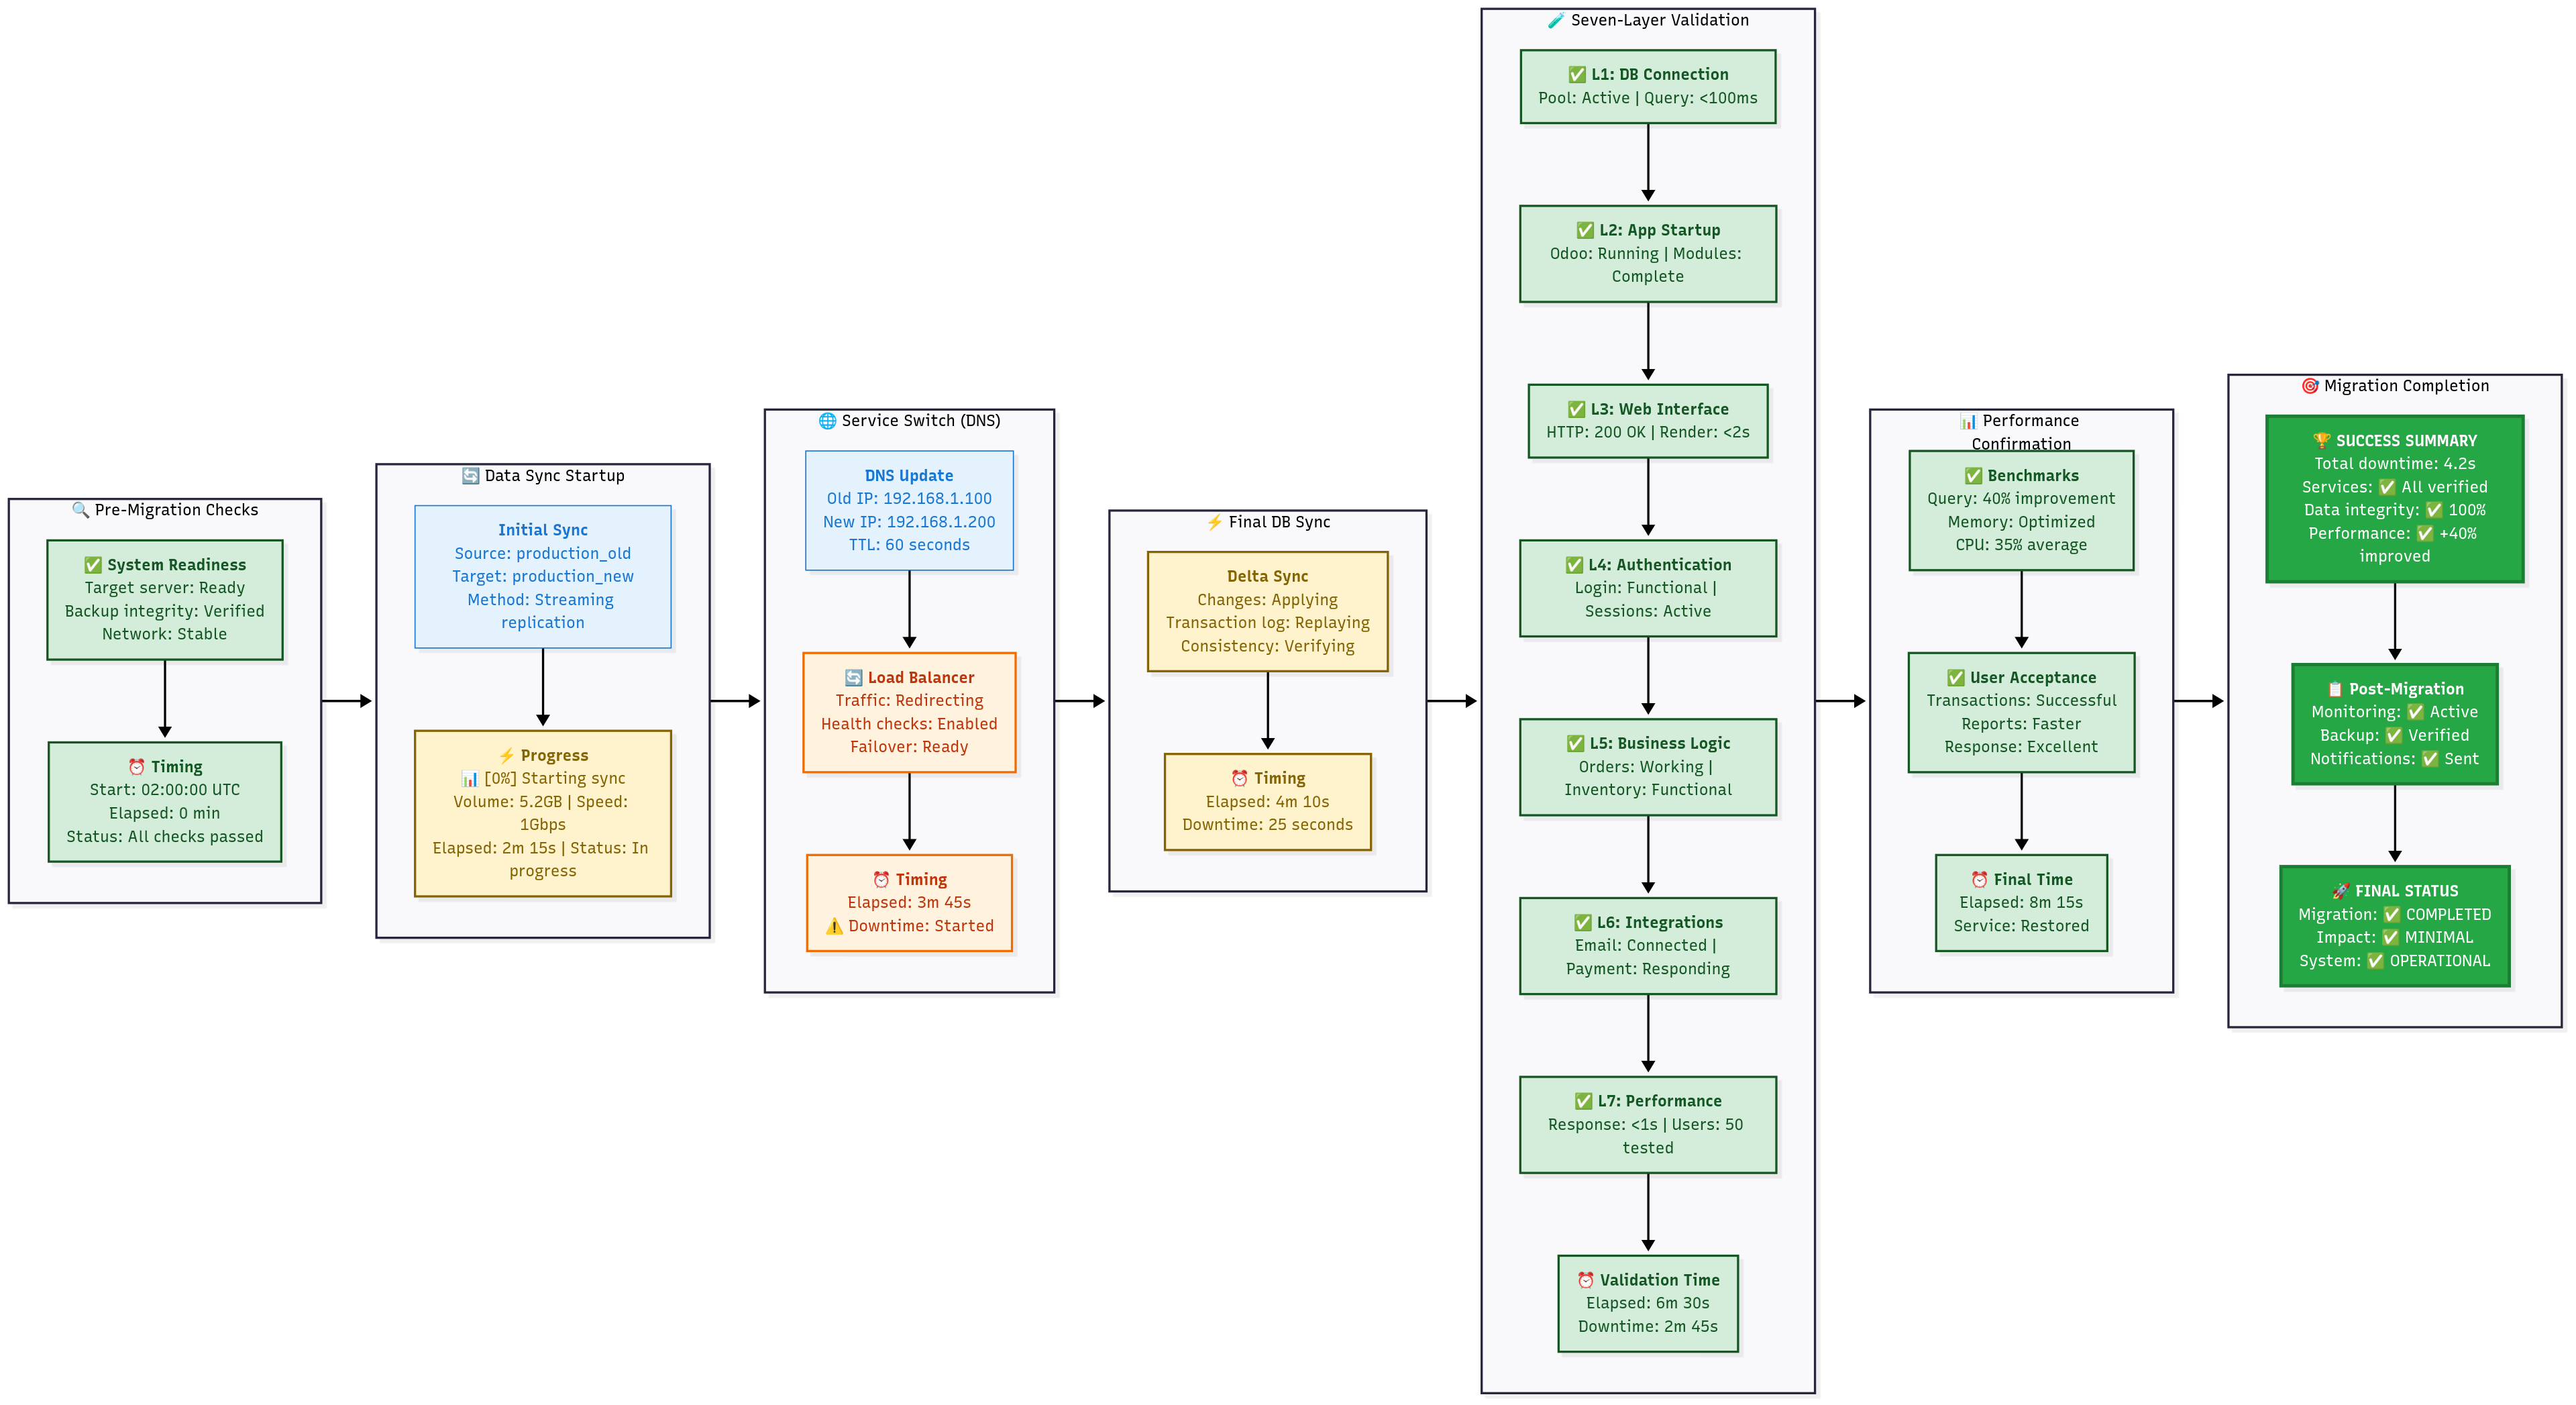 🔍 Pre-Migration Checks
✅ System Readiness
Target server: Ready
Backup integrity: Verified
Network: Stable
⏰ Timing
Start: 02:00:00 UTC
Elapsed: 0 min
Status: All checks passed
🔄 Data Sync Startup
Initial Sync
Source: production_old
Target: production_new
Method: Streaming
replication
⚡ Progress
📊 [0%] Starting sync
Volume: 5.2GB | Speed:
1Gbps
Elapsed: 2m 15s | Status: In
progress
🌐 Service Switch (DNS)
DNS Update
Old IP: 192.168.1.100
New IP: 192.168.1.200
TTL: 60 seconds
🔄 Load Balancer
Traffic: Redirecting
Health checks: Enabled
Failover: Ready
⏰ Timing
Elapsed: 3m 45s
⚠️ Downtime: Started
⚡ Final DB Sync
Delta Sync
Changes: Applying
Transaction log: Replaying
Consistency: Verifying
⏰ Timing
Elapsed: 4m 10s
Downtime: 25 seconds
🧪 Seven-Layer Validation
✅ L1: DB Connection
Pool: Active | Query: <100ms
✅ L2: App Startup
Odoo: Running | Modules:
Complete
✅ L3: Web Interface
HTTP: 200 OK | Render: <2s
✅ L4: Authentication
Login: Functional |
Sessions: Active
✅ L5: Business Logic
Orders: Working |
Inventory: Functional
✅ L6: Integrations
Email: Connected |
Payment: Responding
✅ L7: Performance
Response: <1s | Users: 50
tested
⏰ Validation Time
Elapsed: 6m 30s
Downtime: 2m 45s
📊 Performance
Confirmation
✅ Benchmarks
Query: 40% improvement
Memory: Optimized
CPU: 35% average
✅ User Acceptance
Transactions: Successful
Reports: Faster
Response: Excellent
⏰ Final Time
Elapsed: 8m 15s
Service: Restored
🎯 Migration Completion
🏆 SUCCESS SUMMARY
Total downtime: 4.2s
Services: ✅ All verified
Data integrity: ✅ 100%
Performance: ✅ +40%
improved
📋 Post-Migration
Monitoring: ✅ Active
Backup: ✅ Verified
Notifications: ✅ Sent
🚀 FINAL STATUS
Migration: ✅ COMPLETED
Impact: ✅ MINIMAL
System: ✅ OPERATIONAL